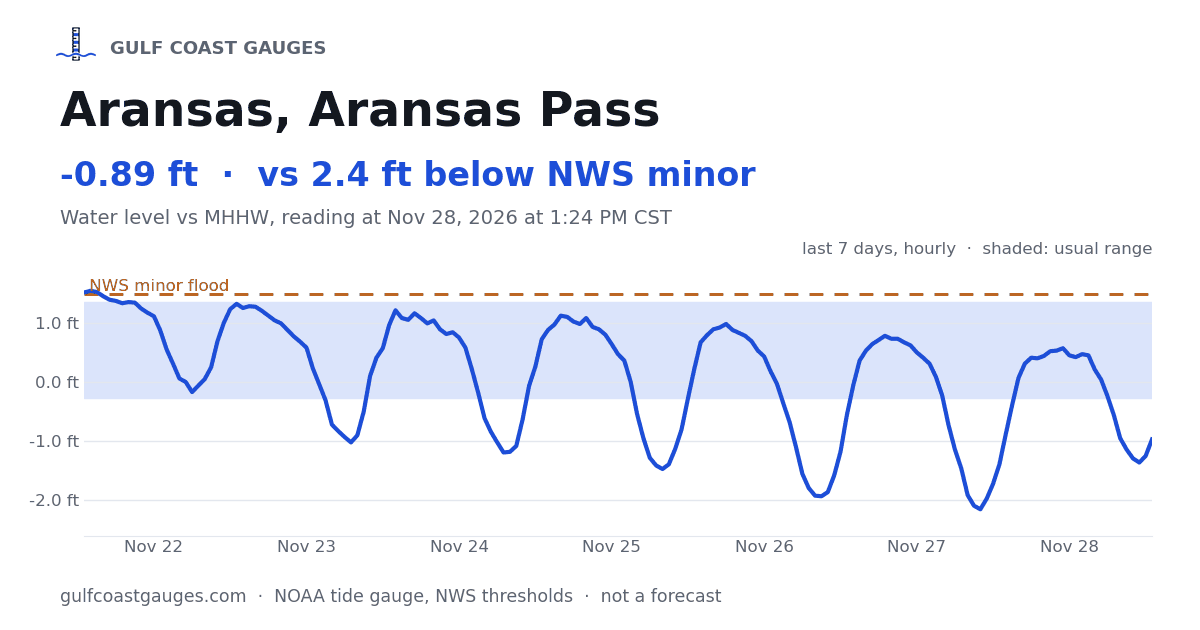 GULF COAST GAUGES
Aransas, Aransas Pass
-0.89 ft · vs 2.4 ft below NWS minor
Water level vs MHHW, reading at Nov 28, 2026 at 1:24 PM CST
last 7 days, hourly · shaded: usual range
NWS minor flood
1.0 ft
0.0 ft
-1.0 ft
-2.0 ft
Nov 22 Nov 23 Nov 24 Nov 25 Nov 26 Nov 27 Nov 28
gulfcoastgauges.com · NOAA tide gauge, NWS thresholds · not a forecast